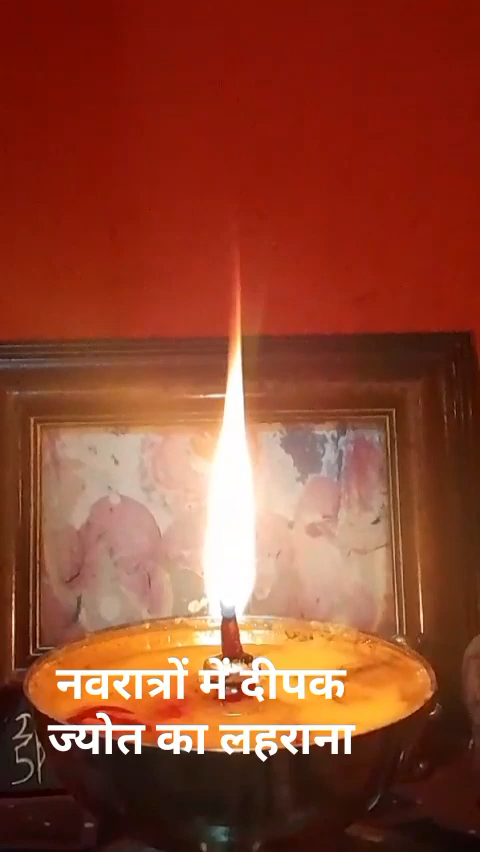 नवरात्रों में दीपक
ज्योत का लहराना